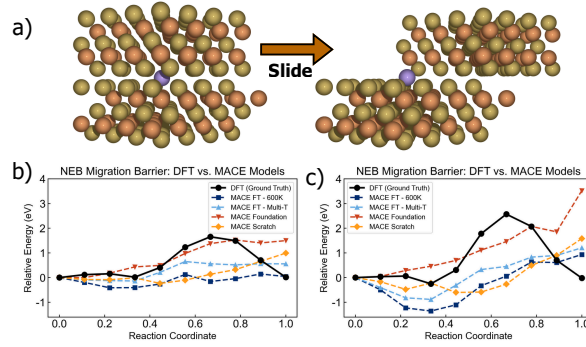 a)
Slide
b)
NEB Migration Barrier: DFT vs. MACE Models
Relative Energy (eV)
4
3
2
1
0
-1
DFT (Ground Truth)
MACE FT - 600K
MACE FT - Multi-T
MACE Foundation
MACE Scratch
0.0 0.2 0.4 0.6 0.8 1.0
Reaction Coordinate
c)
NEB Migration Barrier: DFT vs. MACE Models
Relative Energy (eV)
4
3
2
1
0
-1
DFT (Ground Truth)
MACE FT - 600K
MACE FT - Multi-T
MACE Foundation
MACE Scratch
0.0 0.2 0.4 0.6 0.8 1.0
Reaction Coordinate